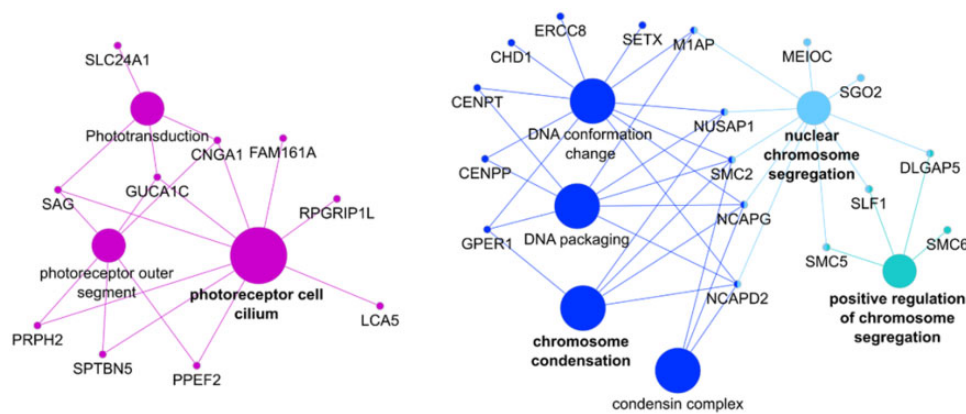 SLC24A1
Phototransduction
CNGA1
FAM161A
GUCA1C
SAG
RPGRIP1L
photoreceptor outer
segment
photoreceptor cell
cilium
LCA5
PRPH2
SPTBN5
PPEF2
ERCC8
SETX
M1AP
CHD1
MEIOC
SGO2
CENPT
NUSAP1
DNA conformation
change
nuclear
chromosome
segregation
CENPP
SMC2
DLGAP5
NCAPG
SLF1
GPER1
DNA packaging
SMC5
SMC6
NCAPD2
positive regulation
of chromosome
segregation
chromosome
condensation
condensin complex